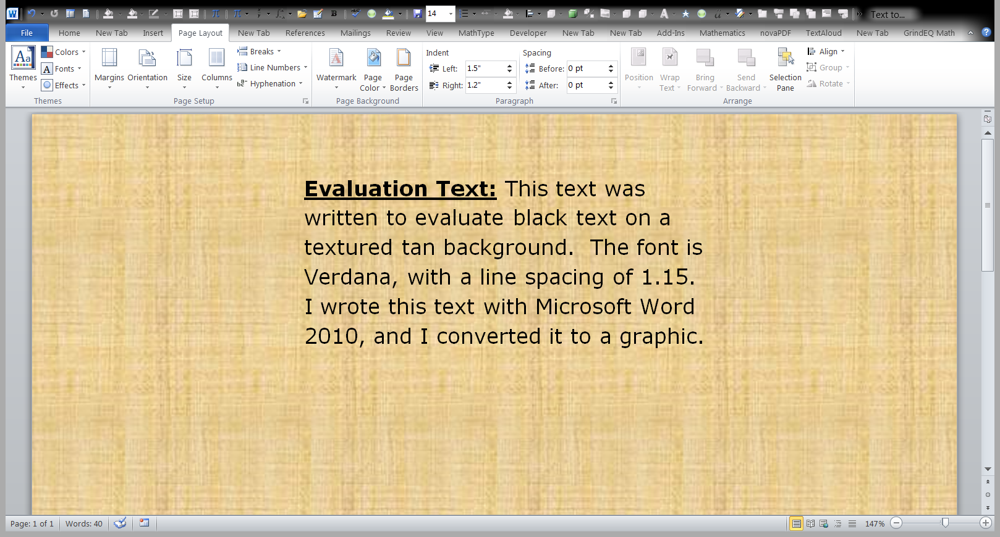 14
Text to...
File Home New Tab Insert Page Layout New Tab References Mailings Review View MathType Developer New Tab New Tab Add-Ins Mathematics novaPDF TextAloud New Tab GrindEQ Math
Themes
Colors
Fonts
Effects
Themes
Margins Orientation Size Columns
Breaks
Line Numbers
Hyphenation
Page Setup
Watermark Page Color Page Borders
Page Background
Indent
Left: 1.5"
Right: 1.2"
Spacing
Before: 0 pt
After: 0 pt
Paragraph
Position Wrap Text Bring Forward Send Backward Selection Pane
Align
Group
Rotate
Arrange
Evaluation Text: This text was
written to evaluate black text on a
textured tan background.  The font is
Verdana, with a line spacing of 1.15.
I wrote this text with Microsoft Word
2010, and I converted it to a graphic.
Page: 1 of 1 Words: 40 147%